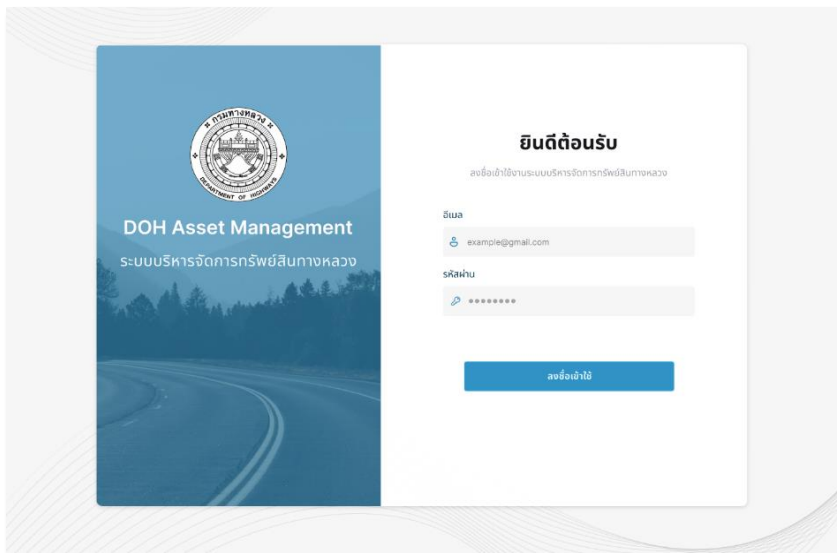 กรมทางหลวง
DEPARTMENT OF HIGHWAYS
DOH Asset Management
ระบบบริหารจัดการทรัพย์สินทางหลวง
ยินดีต้อนรับ
ลงชื่อเข้าใช้งานระบบบริหารจัดการทรัพย์สินทางหลวง
อีเมล
example@gmail.com
รหัสผ่าน
ลงชื่อเข้าใช้